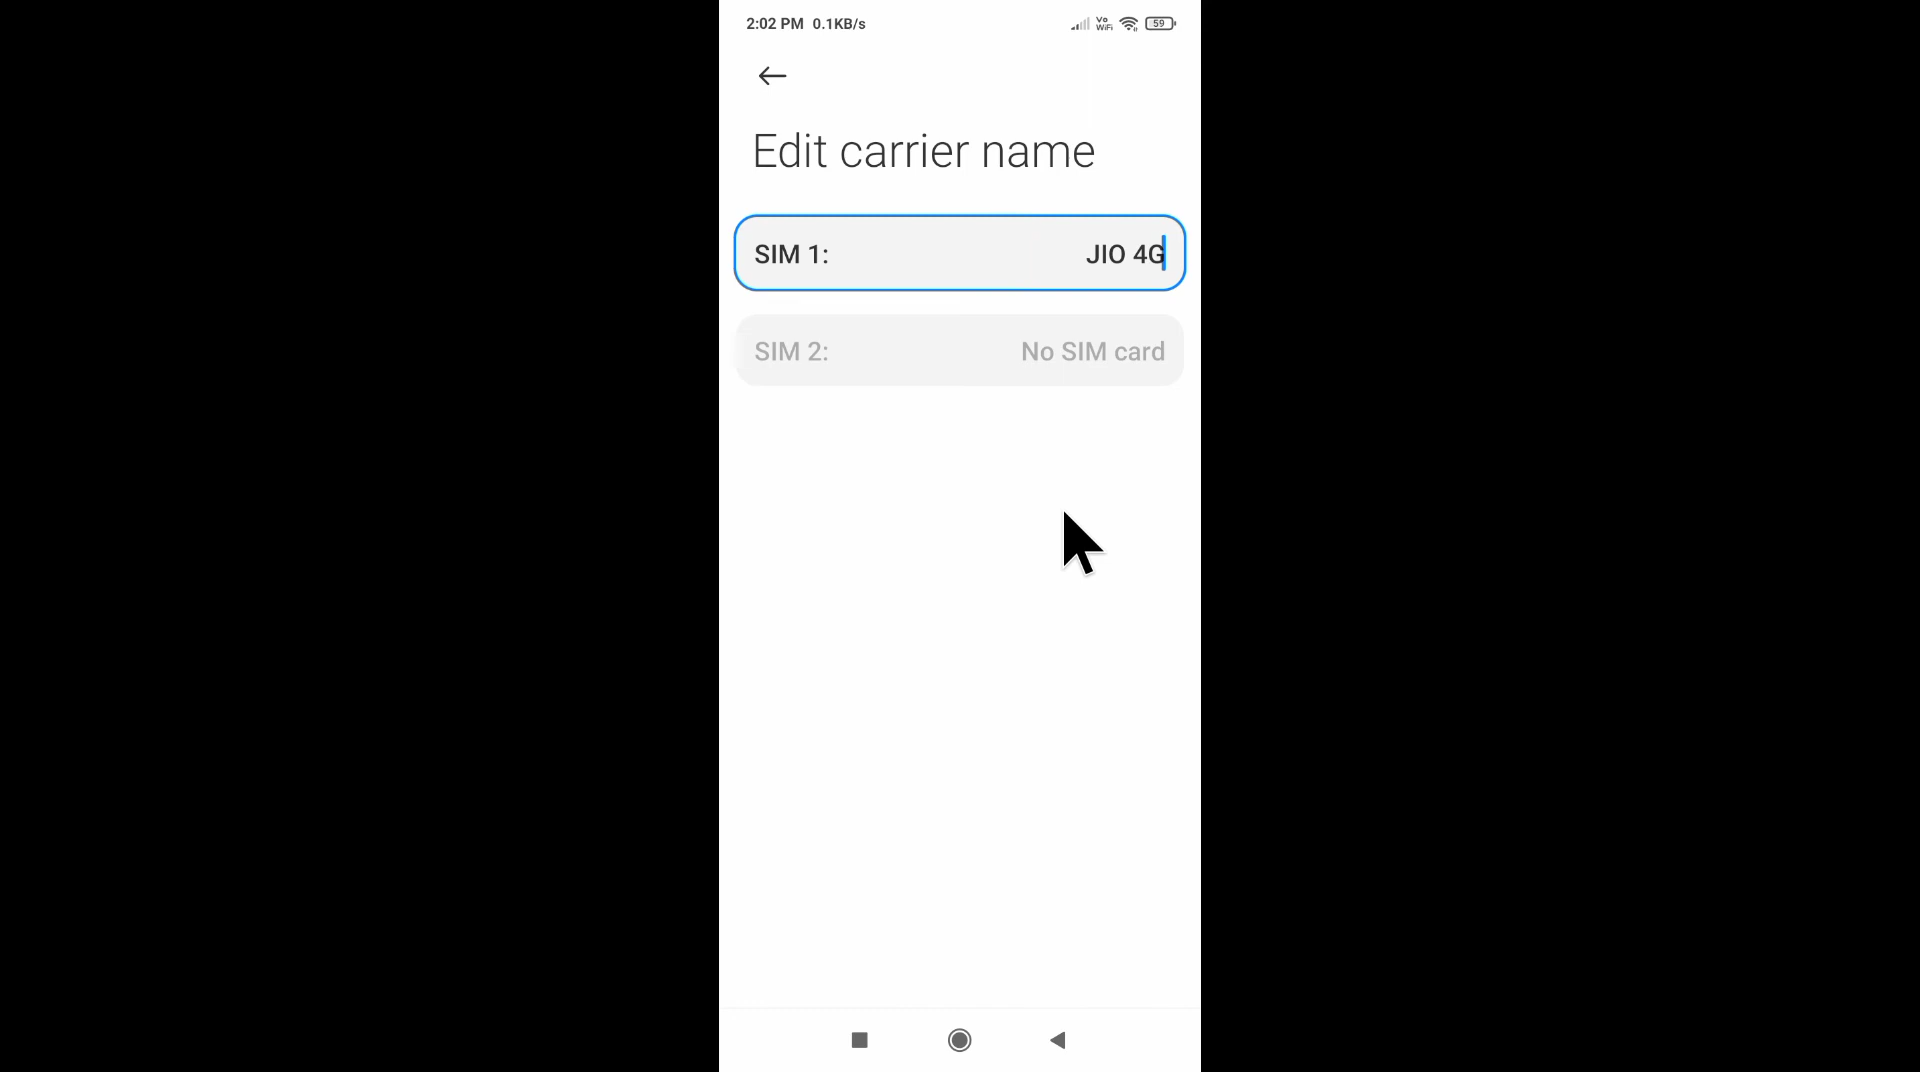 2:02 PM 0.1KB/s Vo WiFi 59
Edit carrier name
SIM 1: JIO 4G
SIM 2: No SIM card